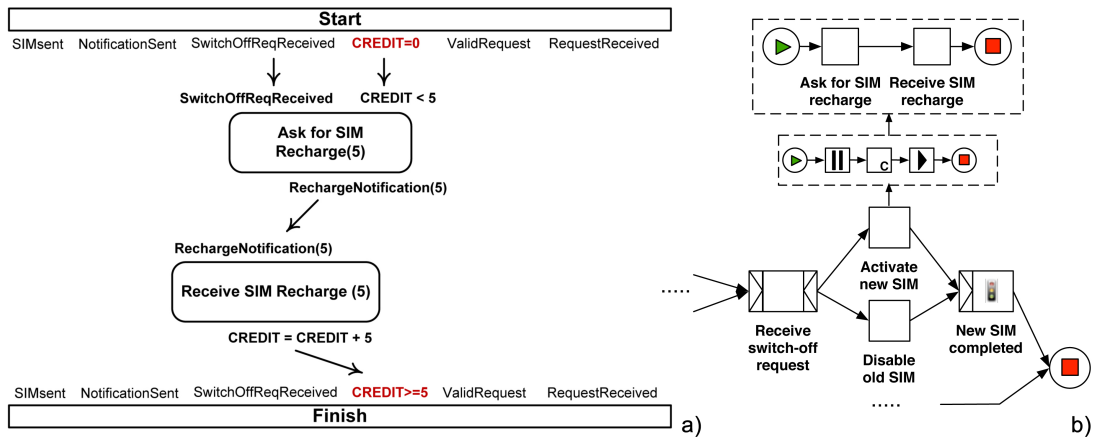 Start
SIMsent NotificationSent SwitchOffReqReceived CREDIT=0 ValidRequest RequestReceived
SwitchOffReqReceived CREDIT < 5
Ask for SIM
Recharge(5)
RechargeNotification(5)
RechargeNotification(5)
Receive SIM Recharge (5)
CREDIT = CREDIT + 5
SIMsent NotificationSent SwitchOffReqReceived CREDIT>=5 ValidRequest RequestReceived
Finish
a)
Ask for SIM
recharge
Receive SIM
recharge
C
Activate
new SIM
.....
Receive
switch-off
request
Disable
old SIM
New SIM
completed
.....
b)